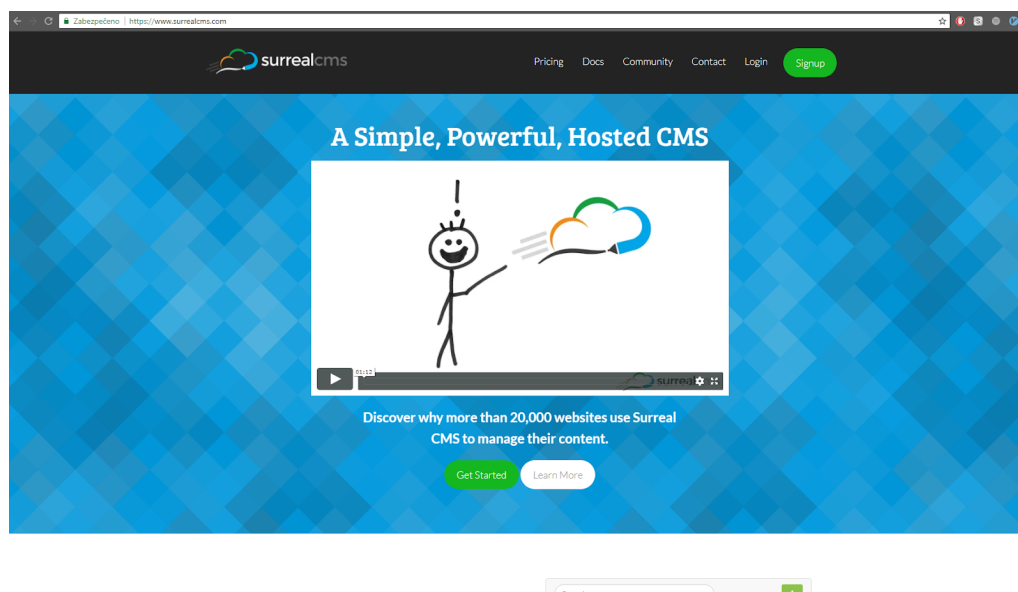 Zabezpečeno | https://www.surrealcms.com
surrealcms
Pricing Docs Community Contact Login Signup
A Simple, Powerful, Hosted CMS
01:12
Discover why more than 20,000 websites use Surreal
CMS to manage their content.
Get Started Learn More